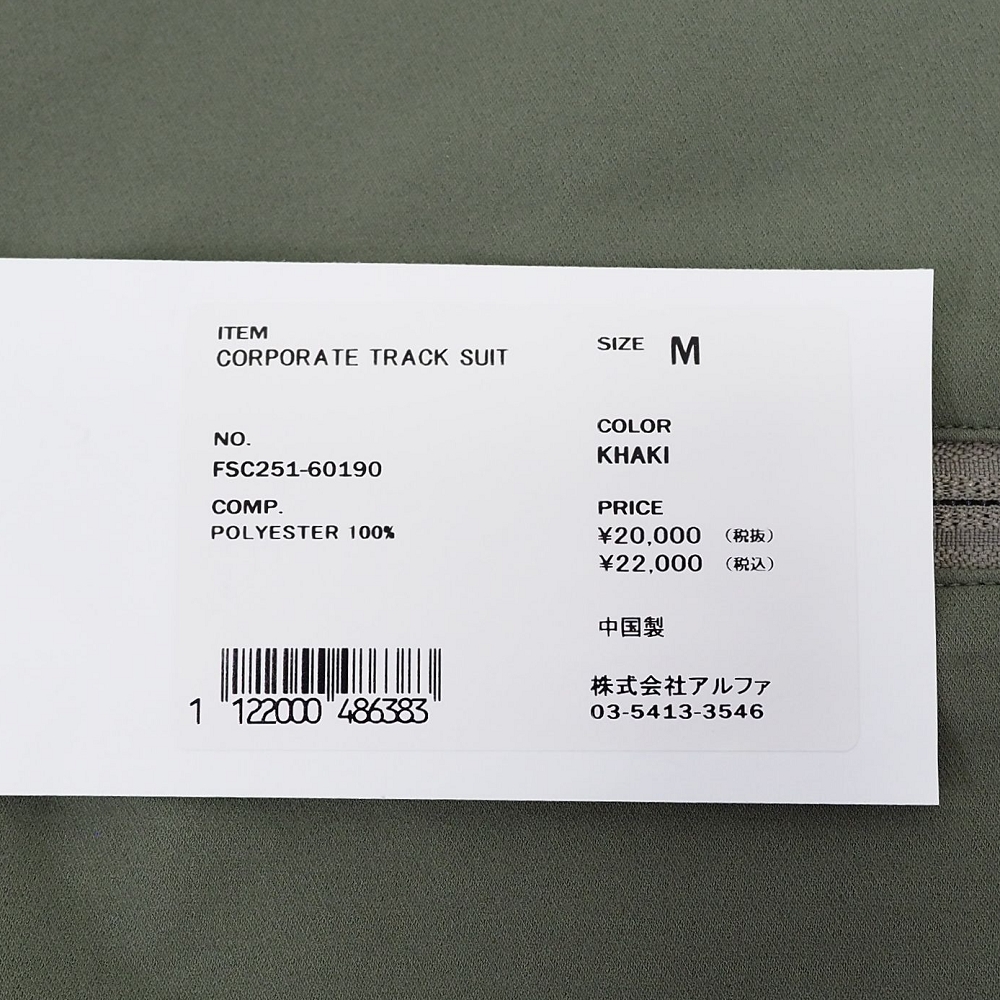 ITEM
CORPORATE TRACK SUIT
NO.
FSC251-60190
COMP.
POLYESTER 100%
1 122000 486383
SIZE M
COLOR
KHAKI
PRICE
¥20,000 (税抜)
¥22,000 (税込)
中国製
株式会社アルファ
03-5413-3546